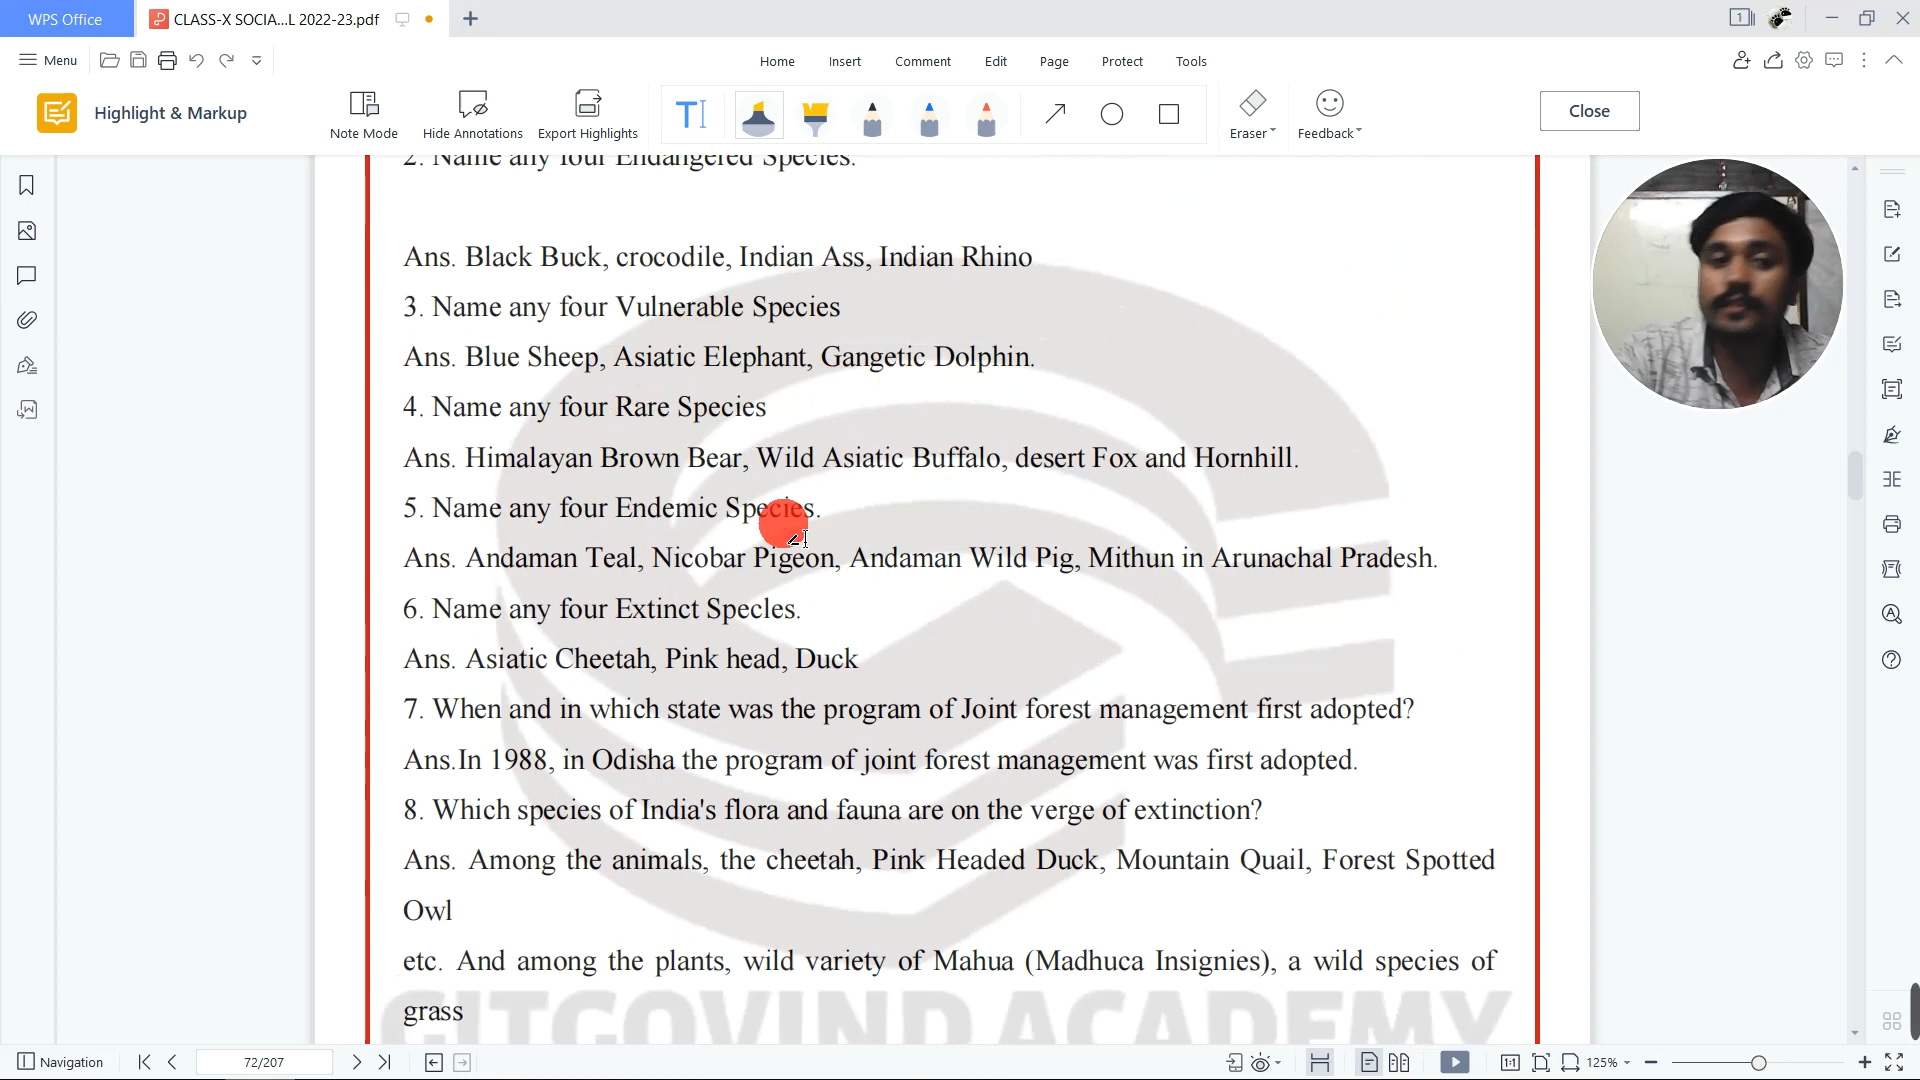 WPS Office
CLASS-X SOCIA...L 2022-23.pdf
1
Menu
Home Insert Comment Edit Page Protect Tools
Highlight & Markup
Note Mode
Hide Annotations
Export Highlights
Eraser
Feedback
Close
2. Name any four Endangered Species.
Ans. Black Buck, crocodile, Indian Ass, Indian Rhino
3. Name any four Vulnerable Species
Ans. Blue Sheep, Asiatic Elephant, Gangetic Dolphin.
4. Name any four Rare Species
Ans. Himalayan Brown Bear, Wild Asiatic Buffalo, desert Fox and Hornhill.
5. Name any four Endemic Species.
Ans. Andaman Teal, Nicobar Pigeon, Andaman Wild Pig, Mithun in Arunachal Pradesh.
6. Name any four Extinct Specles.
Ans. Asiatic Cheetah, Pink head, Duck
7. When and in which state was the program of Joint forest management first adopted?
Ans.In 1988, in Odisha the program of joint forest management was first adopted.
8. Which species of India's flora and fauna are on the verge of extinction?
Ans. Among the animals, the cheetah, Pink Headed Duck, Mountain Quail, Forest Spotted
Owl
etc. And among the plants, wild variety of Mahua (Madhuca Insignies), a wild species of
grass
GITGOVIND ACADEMY
Navigation
72/207
1:1
125%